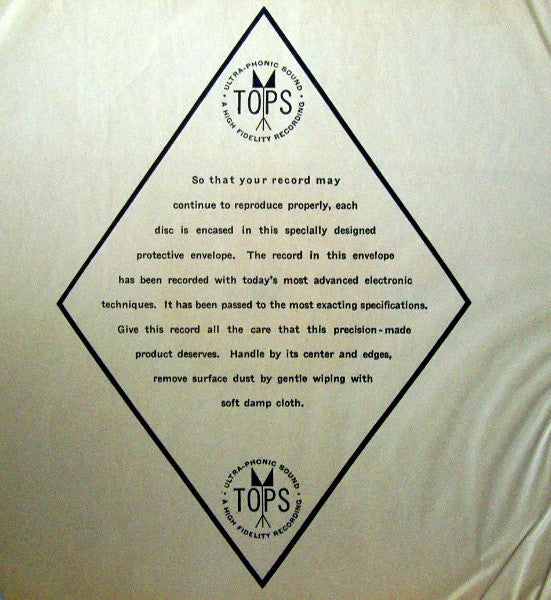 ULTRA-PHONIC SOUND
TOPS
A HIGH FIDELITY RECORDING
So that your record may
continue to reproduce properly, each
disc is encased in this specially designed
protective envelope. The record in this envelope
has been recorded with today's most advanced electronic
techniques. It has been passed to the most exacting specifications.
Give this record all the care that this precision-made
product deserves. Handle by its center and edges,
remove surface dust by gentle wiping with
soft damp cloth.
ULTRA-PHONIC SOUND
TOPS
A HIGH FIDELITY RECORDING